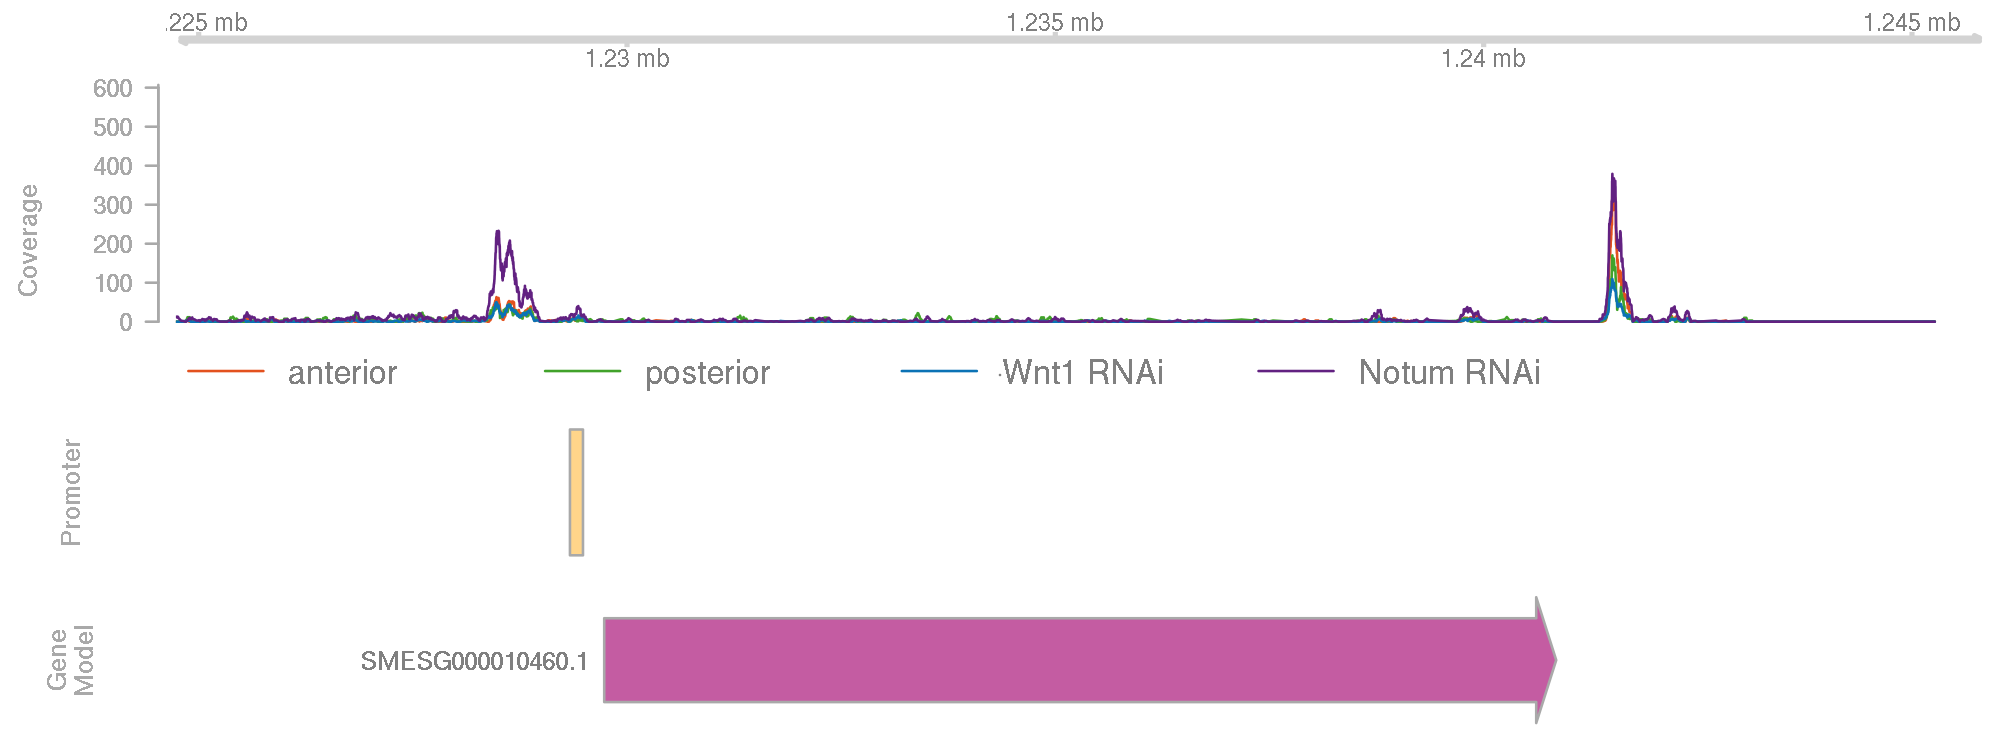 .225 mb 1.235 mb 1.245 mb
1.23 mb 1.24 mb
600
500
400
300
200
100
0
Coverage
anterior posterior Wnt1 RNAi Notum RNAi
Promoter
Gene
Model
SMESG000010460.1